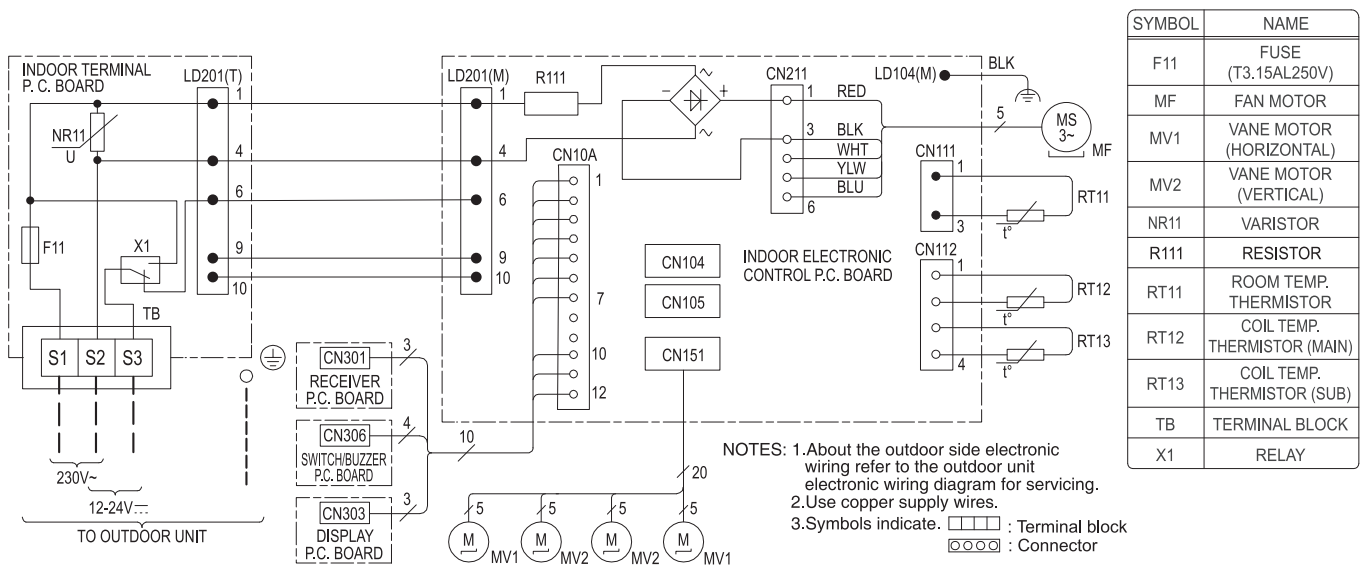 INDOOR TERMINAL
P. C. BOARD
LD201(T)
1
NR11
U
4
6
F11
X1
9
10
TB
S1 S2 S3
230V~
12-24V⎓
TO OUTDOOR UNIT
LD201(M)
1
4
6
9
10
R111
~
− +
~
CN211
1
3
6
RED
BLK
WHT
YLW
BLU
LD104(M)
BLK
5
MS
3~
MF
CN10A
1
7
10
12
CN104
CN105
CN151
INDOOR ELECTRONIC
CONTROL P.C. BOARD
CN111
1
3
t°
RT11
CN112
1
4
t°
RT12
t°
RT13
CN301
3
RECEIVER
P.C. BOARD
CN306
4
SWITCH/BUZZER
P.C. BOARD
CN303
3
DISPLAY
P.C. BOARD
10
20
5 5 5 5
M MV1 M MV2 M MV2 M MV1
NOTES: 1.About the outdoor side electronic
wiring refer to the outdoor unit
electronic wiring diagram for servicing.
2.Use copper supply wires.
3.Symbols indicate. : Terminal block
: Connector
SYMBOL NAME
F11 FUSE
(T3.15AL250V)
MF FAN MOTOR
MV1 VANE MOTOR
(HORIZONTAL)
MV2 VANE MOTOR
(VERTICAL)
NR11 VARISTOR
R111 RESISTOR
RT11 ROOM TEMP.
THERMISTOR
RT12 COIL TEMP.
THERMISTOR (MAIN)
RT13 COIL TEMP.
THERMISTOR (SUB)
TB TERMINAL BLOCK
X1 RELAY